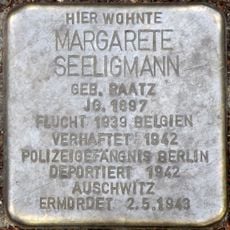 HIER WOHNTE
MARGARETE
SEELIGMANN
GEB. RAATZ
JG. 1897
FLUCHT 1939 BELGIEN
VERHAFTET 1942
POLIZEIGEFÄNGNIS BERLIN
DEPORTIERT 1942
AUSCHWITZ
ERMORDET 2.5.1943